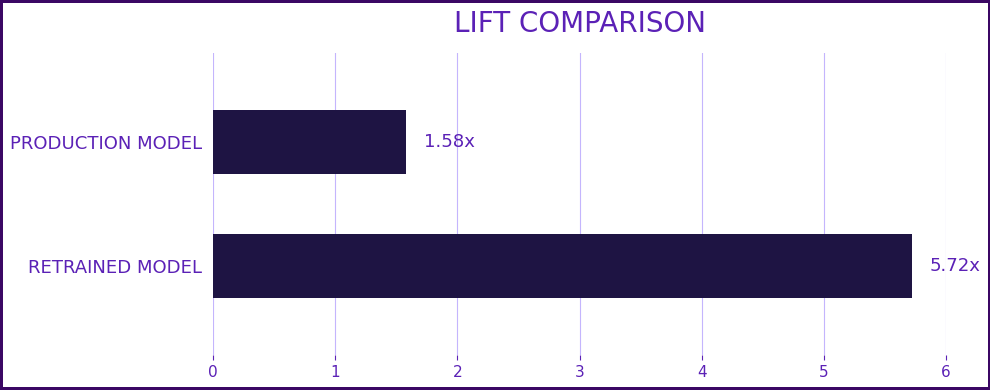 LIFT COMPARISON
PRODUCTION MODEL 1.58x
RETRAINED MODEL 5.72x
0 1 2 3 4 5 6